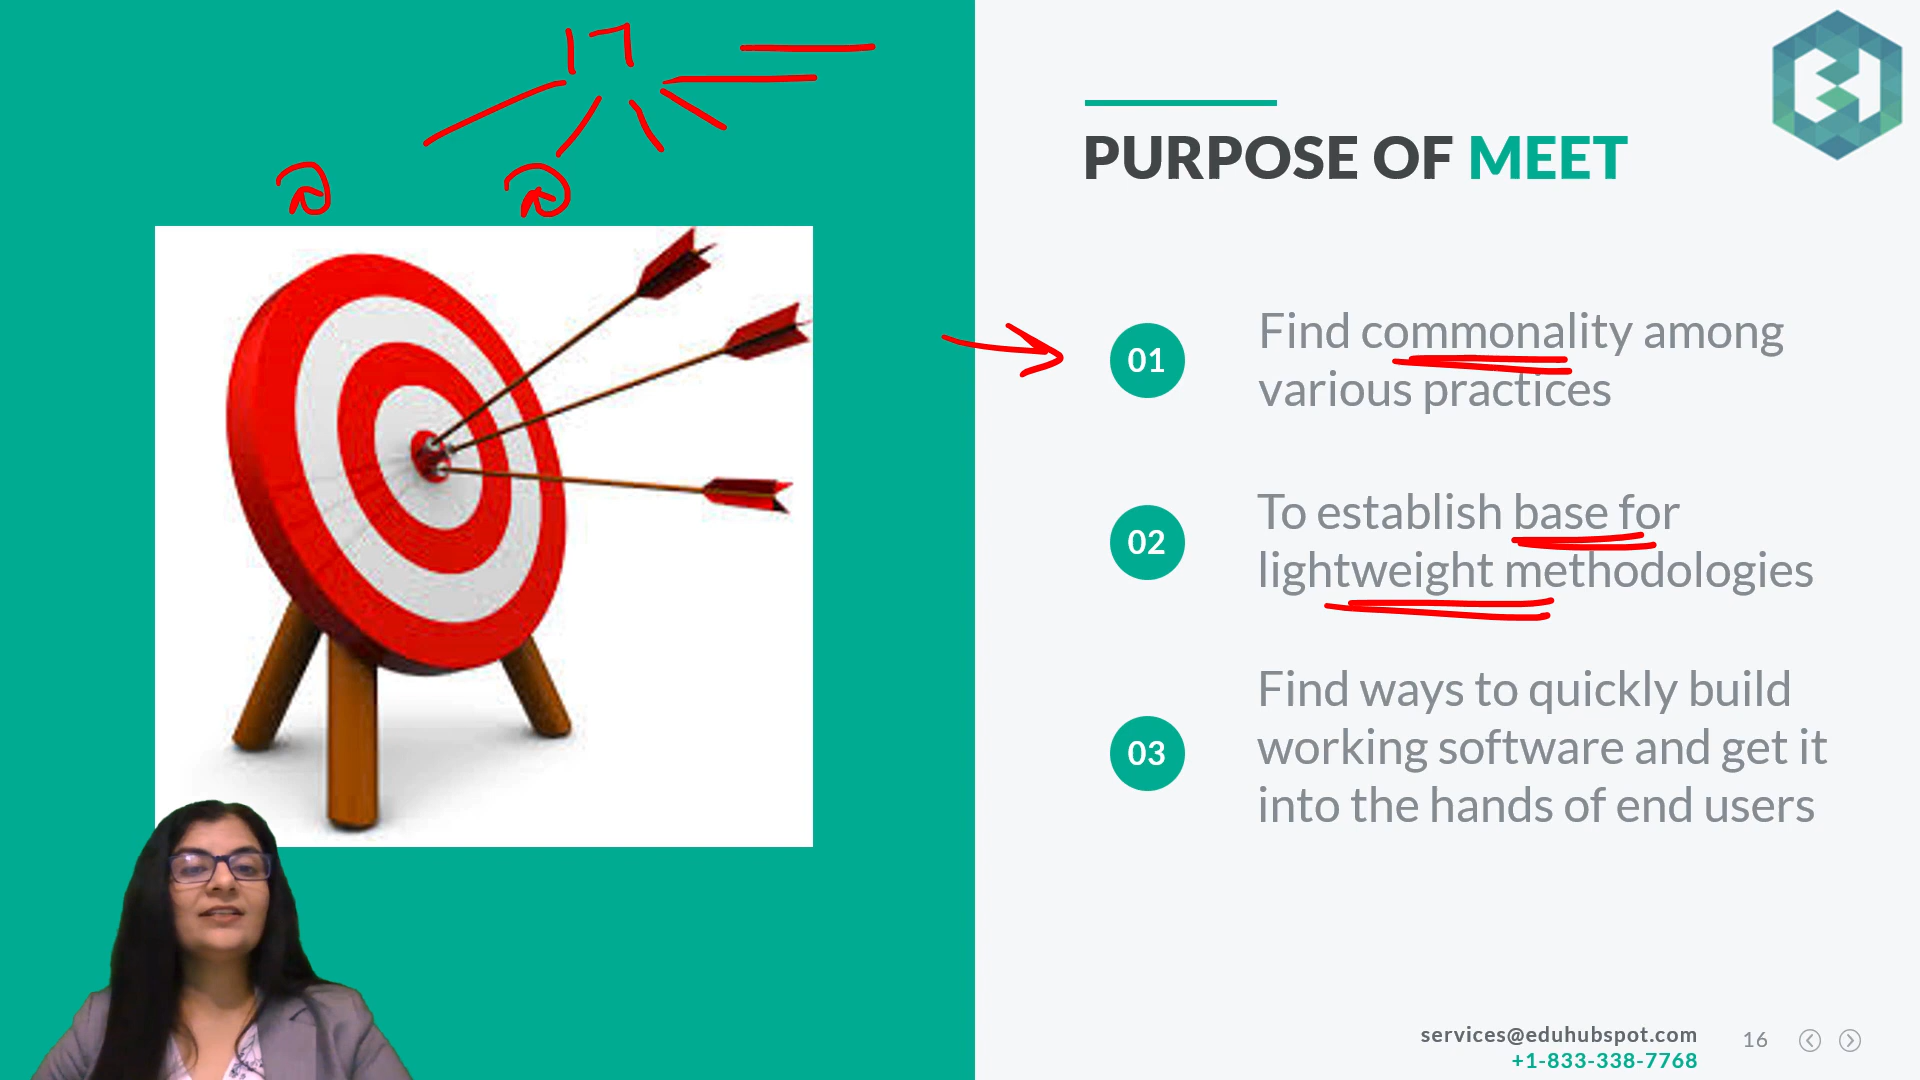 17
PURPOSE OF MEET
01
Find commonality among
various practices
02
To establish base for
lightweight methodologies
03
Find ways to quickly build
working software and get it
into the hands of end users
services@eduhubspot.com
16
+1-833-338-7768